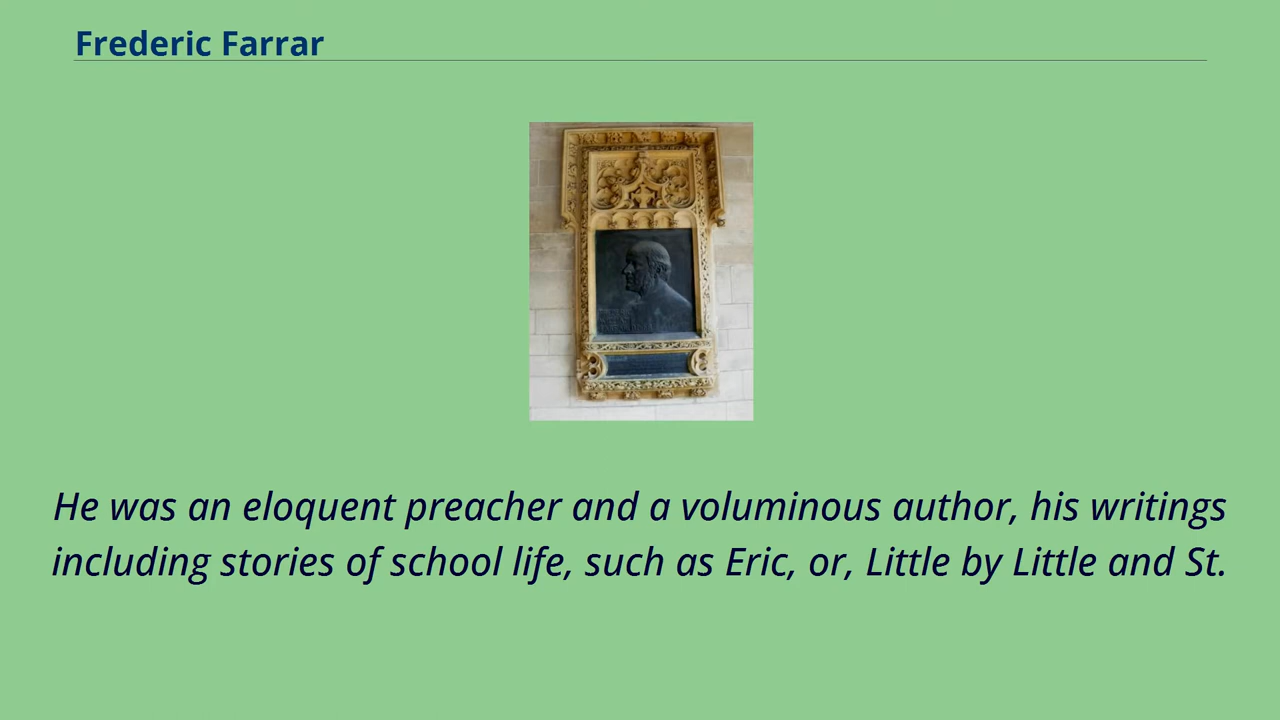 Frederic Farrar
He was an eloquent preacher and a voluminous author, his writings
including stories of school life, such as Eric, or, Little by Little and St.